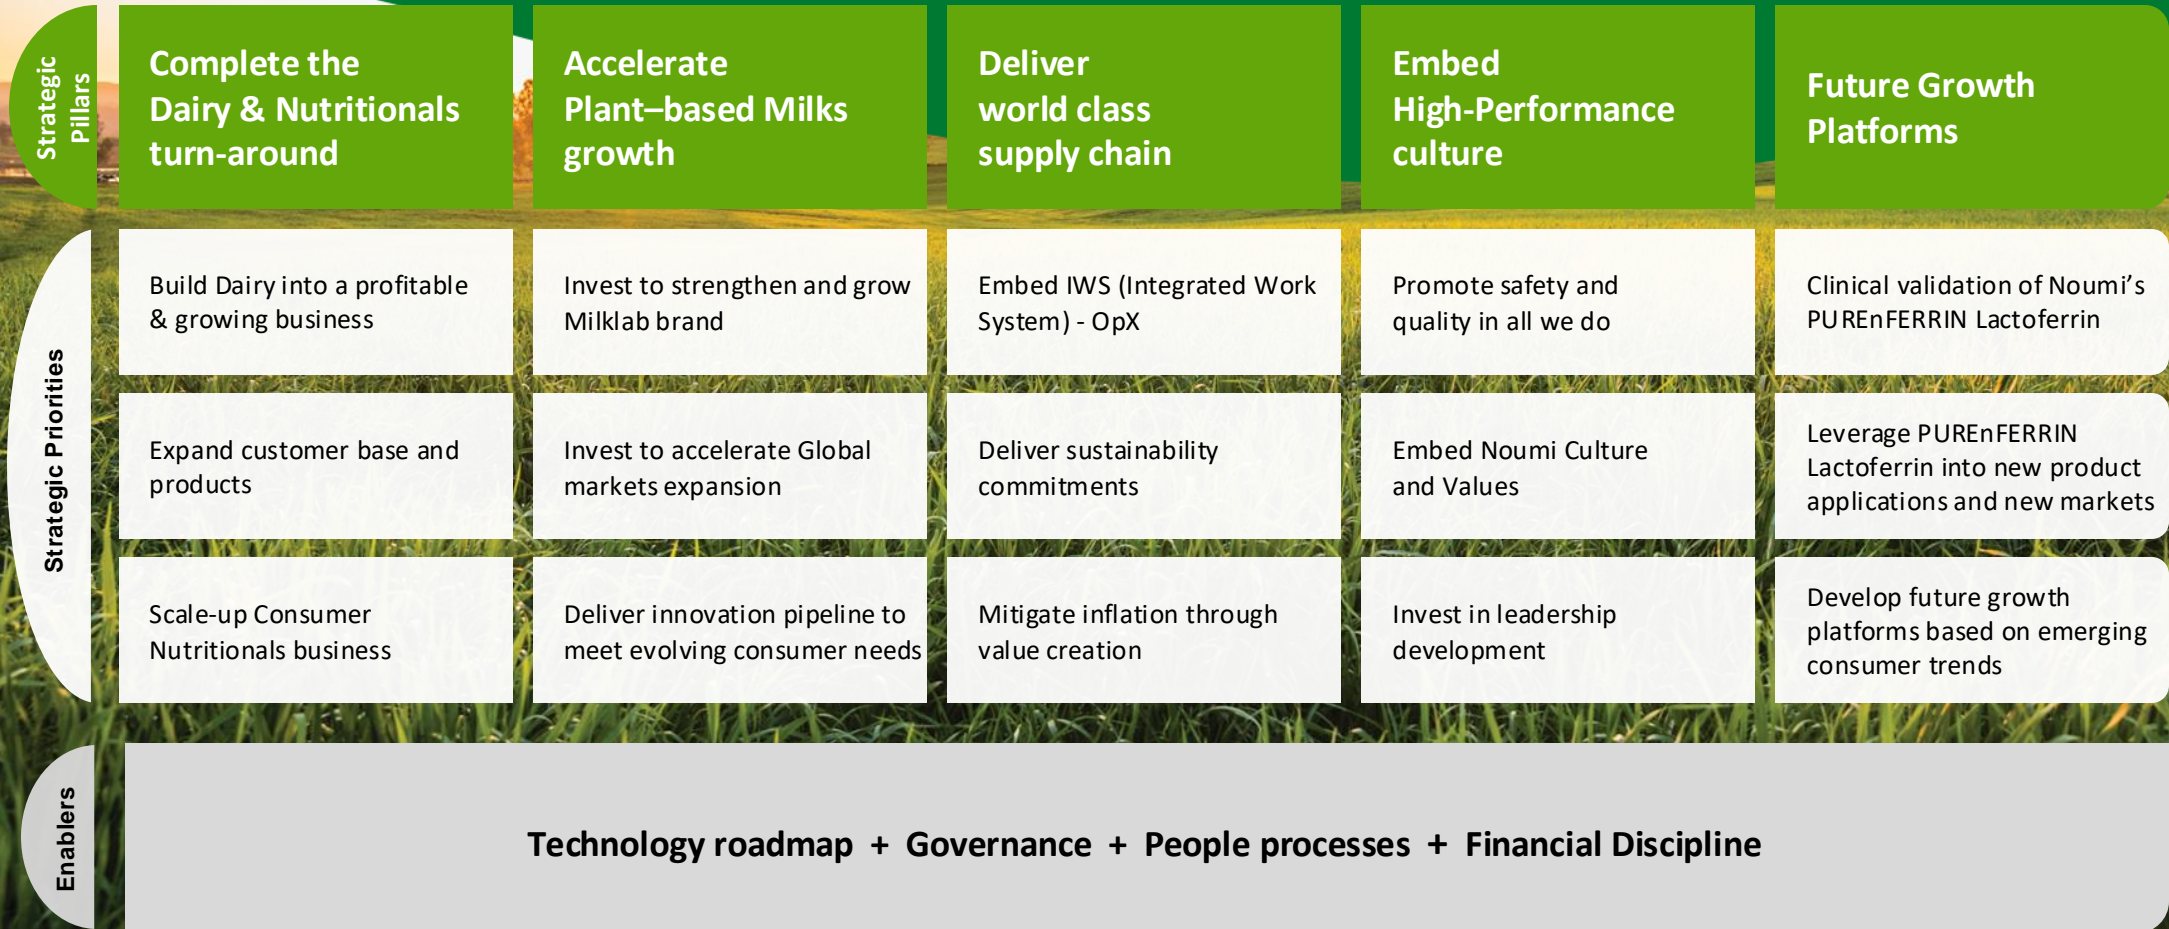 Strategic
Pillars
Complete the
Dairy & Nutritionals
turn-around
Accelerate
Plant–based Milks
growth
Deliver
world class
supply chain
Embed
High-Performance
culture
Future Growth
Platforms
Strategic Priorities
Build Dairy into a profitable
& growing business
Invest to strengthen and grow
Milklab brand
Embed IWS (Integrated Work
System) - OpX
Promote safety and
quality in all we do
Clinical validation of Noumi’s
PUREnFERRIN Lactoferrin
Expand customer base and
products
Invest to accelerate Global
markets expansion
Deliver sustainability
commitments
Embed Noumi Culture
and Values
Leverage PUREnFERRIN
Lactoferrin into new product
applications and new markets
Scale-up Consumer
Nutritionals business
Deliver innovation pipeline to
meet evolving consumer needs
Mitigate inflation through
value creation
Invest in leadership
development
Develop future growth
platforms based on emerging
consumer trends
Enablers
Technology roadmap + Governance + People processes + Financial Discipline